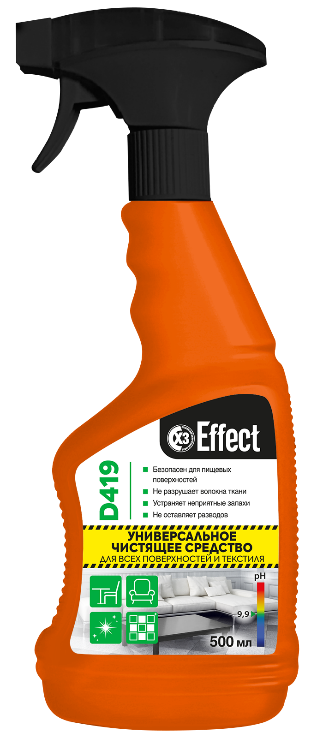 X3 Effect
D419
Безопасен для пищевых
поверхностей
Не разрушает волокна ткани
Устраняет неприятные запахи
Не оставляет разводов
УНИВЕРСАЛЬНОЕ
ЧИСТЯЩЕЕ СРЕДСТВО
ДЛЯ ВСЕХ ПОВЕРХНОСТЕЙ И ТЕКСТИЛЯ
pH
-9,9
500 мл